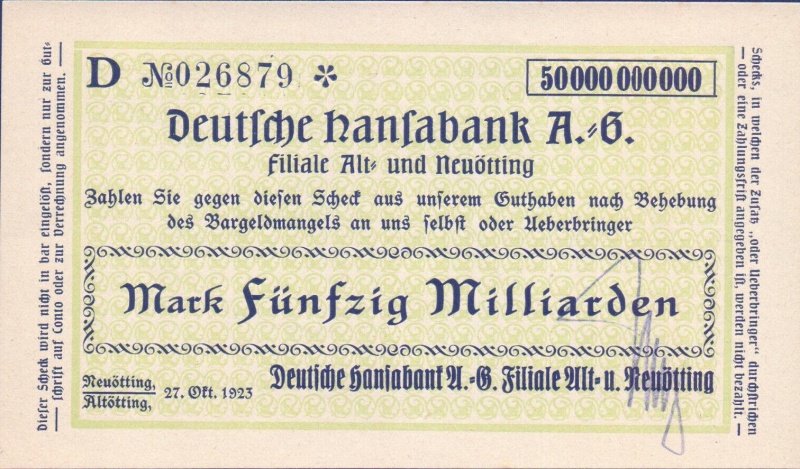 D №026879 *
50000000000
Deutsche Hansabank A.=G.
Filiale Alt= und Neuötting
Zahlen Sie gegen diesen Scheck aus unserem Guthaben nach Behebung
des Bargeldmangels an uns selbst oder Ueberbringer
Mark Fünfzig Milliarden
Neuötting,
Altötting,
27. Okt. 1923
Deutsche Hansabank A.=G. Filiale Alt= u. Neuötting
Dieser Scheck wird nicht in bar eingelöst, sondern nur zur Gut=
— schrift auf Conto oder zur Verrechnung angenommen. —
Schecks, in welchen der Zusatz „oder Ueberbringer“ durchstrichen
— oder eine Zahlungsfrist angegeben ist, werden nicht bezahlt. —